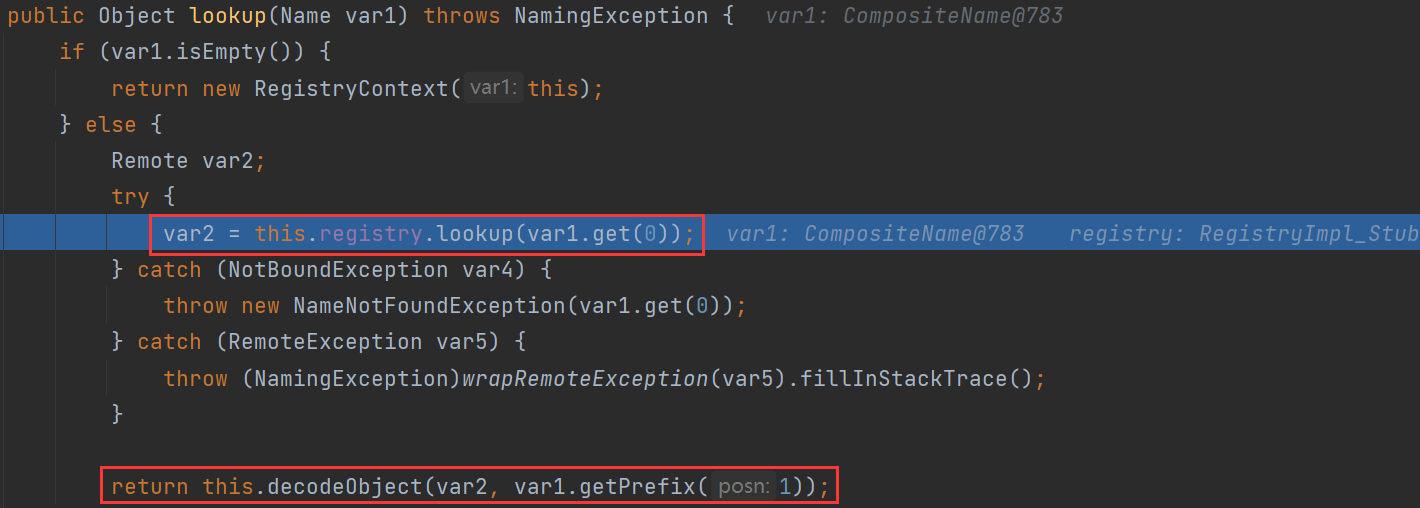 public Object lookup(Name var1) throws NamingException {  var1: CompositeName@783
    if (var1.isEmpty()) {
        return new RegistryContext( var1: this);
    } else {
        Remote var2;
        try {
            var2 = this.registry.lookup(var1.get(0));  var1: CompositeName@783   registry: RegistryImpl_Stub
        } catch (NotBoundException var4) {
            throw new NameNotFoundException(var1.get(0));
        } catch (RemoteException var5) {
            throw (NamingException)wrapRemoteException(var5).fillInStackTrace();
        }
        return this.decodeObject(var2, var1.getPrefix( posn: 1));